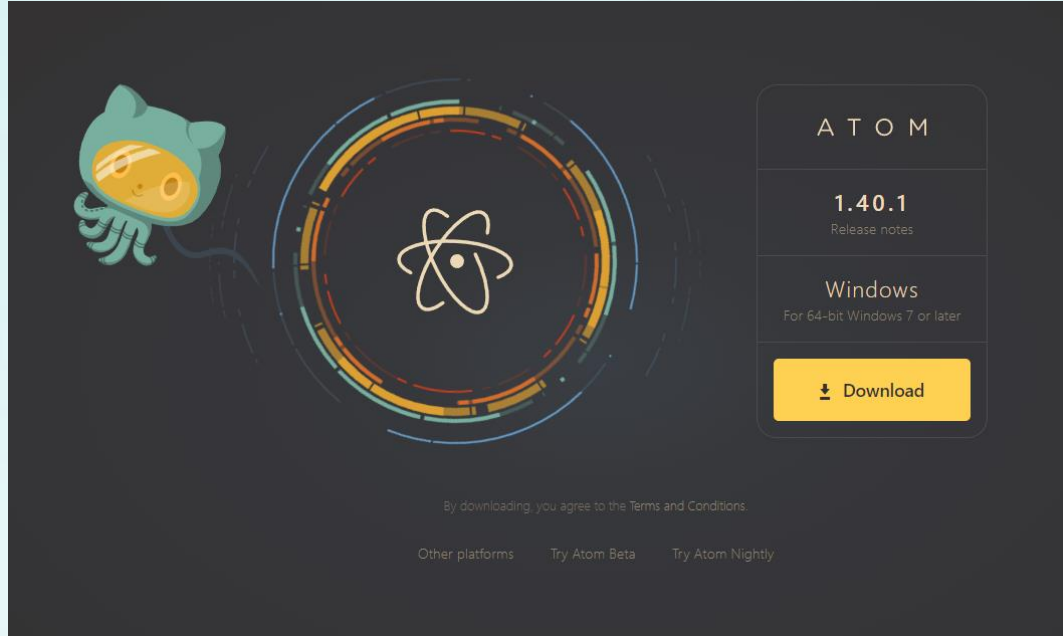 ATOM
1.40.1
Release notes
Windows
For 64-bit Windows 7 or later
Download
By downloading, you agree to the Terms and Conditions.
Other platforms Try Atom Beta Try Atom Nightly